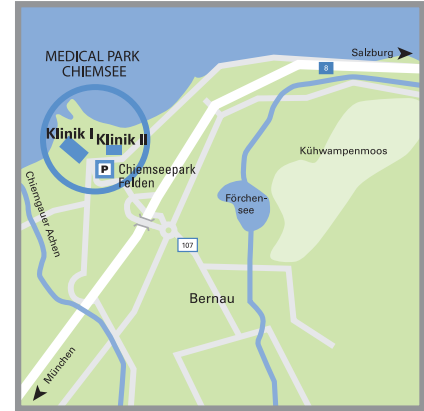 Salzburg
8
MEDICAL PARK
CHIEMSEE
Klinik I
Klinik II
P
Chiemseepark
Felden
Kühwampenmoos
Chiemgauer Achen
Förchen-
see
107
Bernau
München